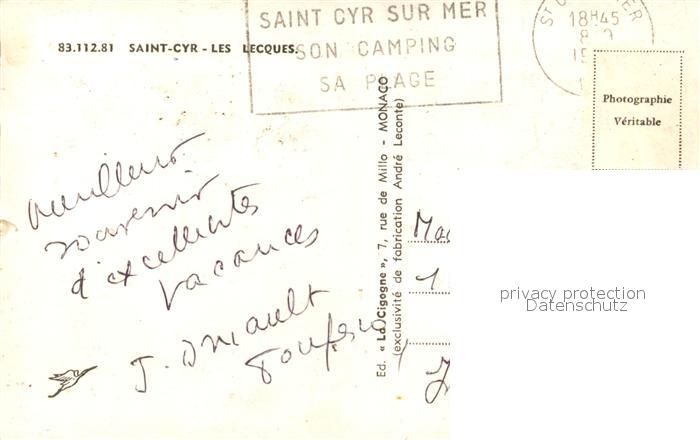 SAINT CYR SUR MER
SON CAMPING
SA PLAGE
18H45
83.112.81 SAINT-CYR - LES LECQUES.
Photographie
Véritable
meilleur
souvenir
d'excellentes
vacances
J.
Ed. « La Cigogne », 7, rue de Millo - MONACO
(exclusivité de fabrication André Leconte)
1
privacy protection
Datenschutz